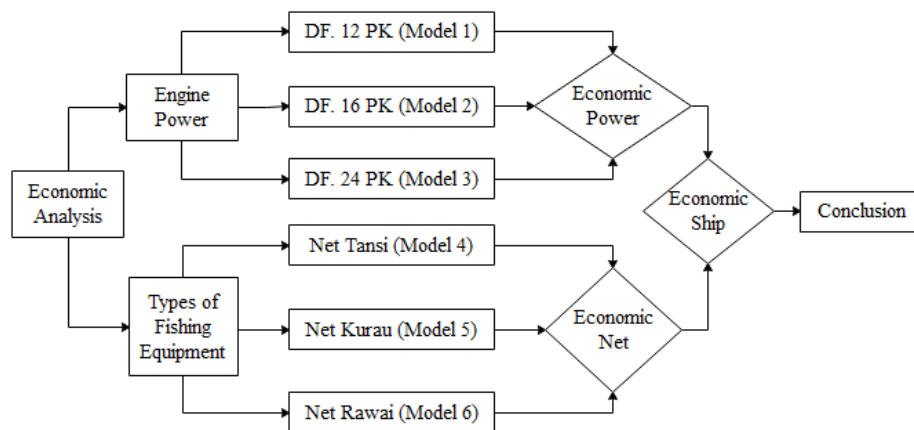 DF. 12 PK (Model 1)
Engine
Power
DF. 16 PK (Model 2)
Economic
Power
DF. 24 PK (Model 3)
Economic
Analysis
Economic
Ship
Conclusion
Net Tansi (Model 4)
Types of
Fishing
Equipment
Net Kurau (Model 5)
Economic
Net
Net Rawai (Model 6)